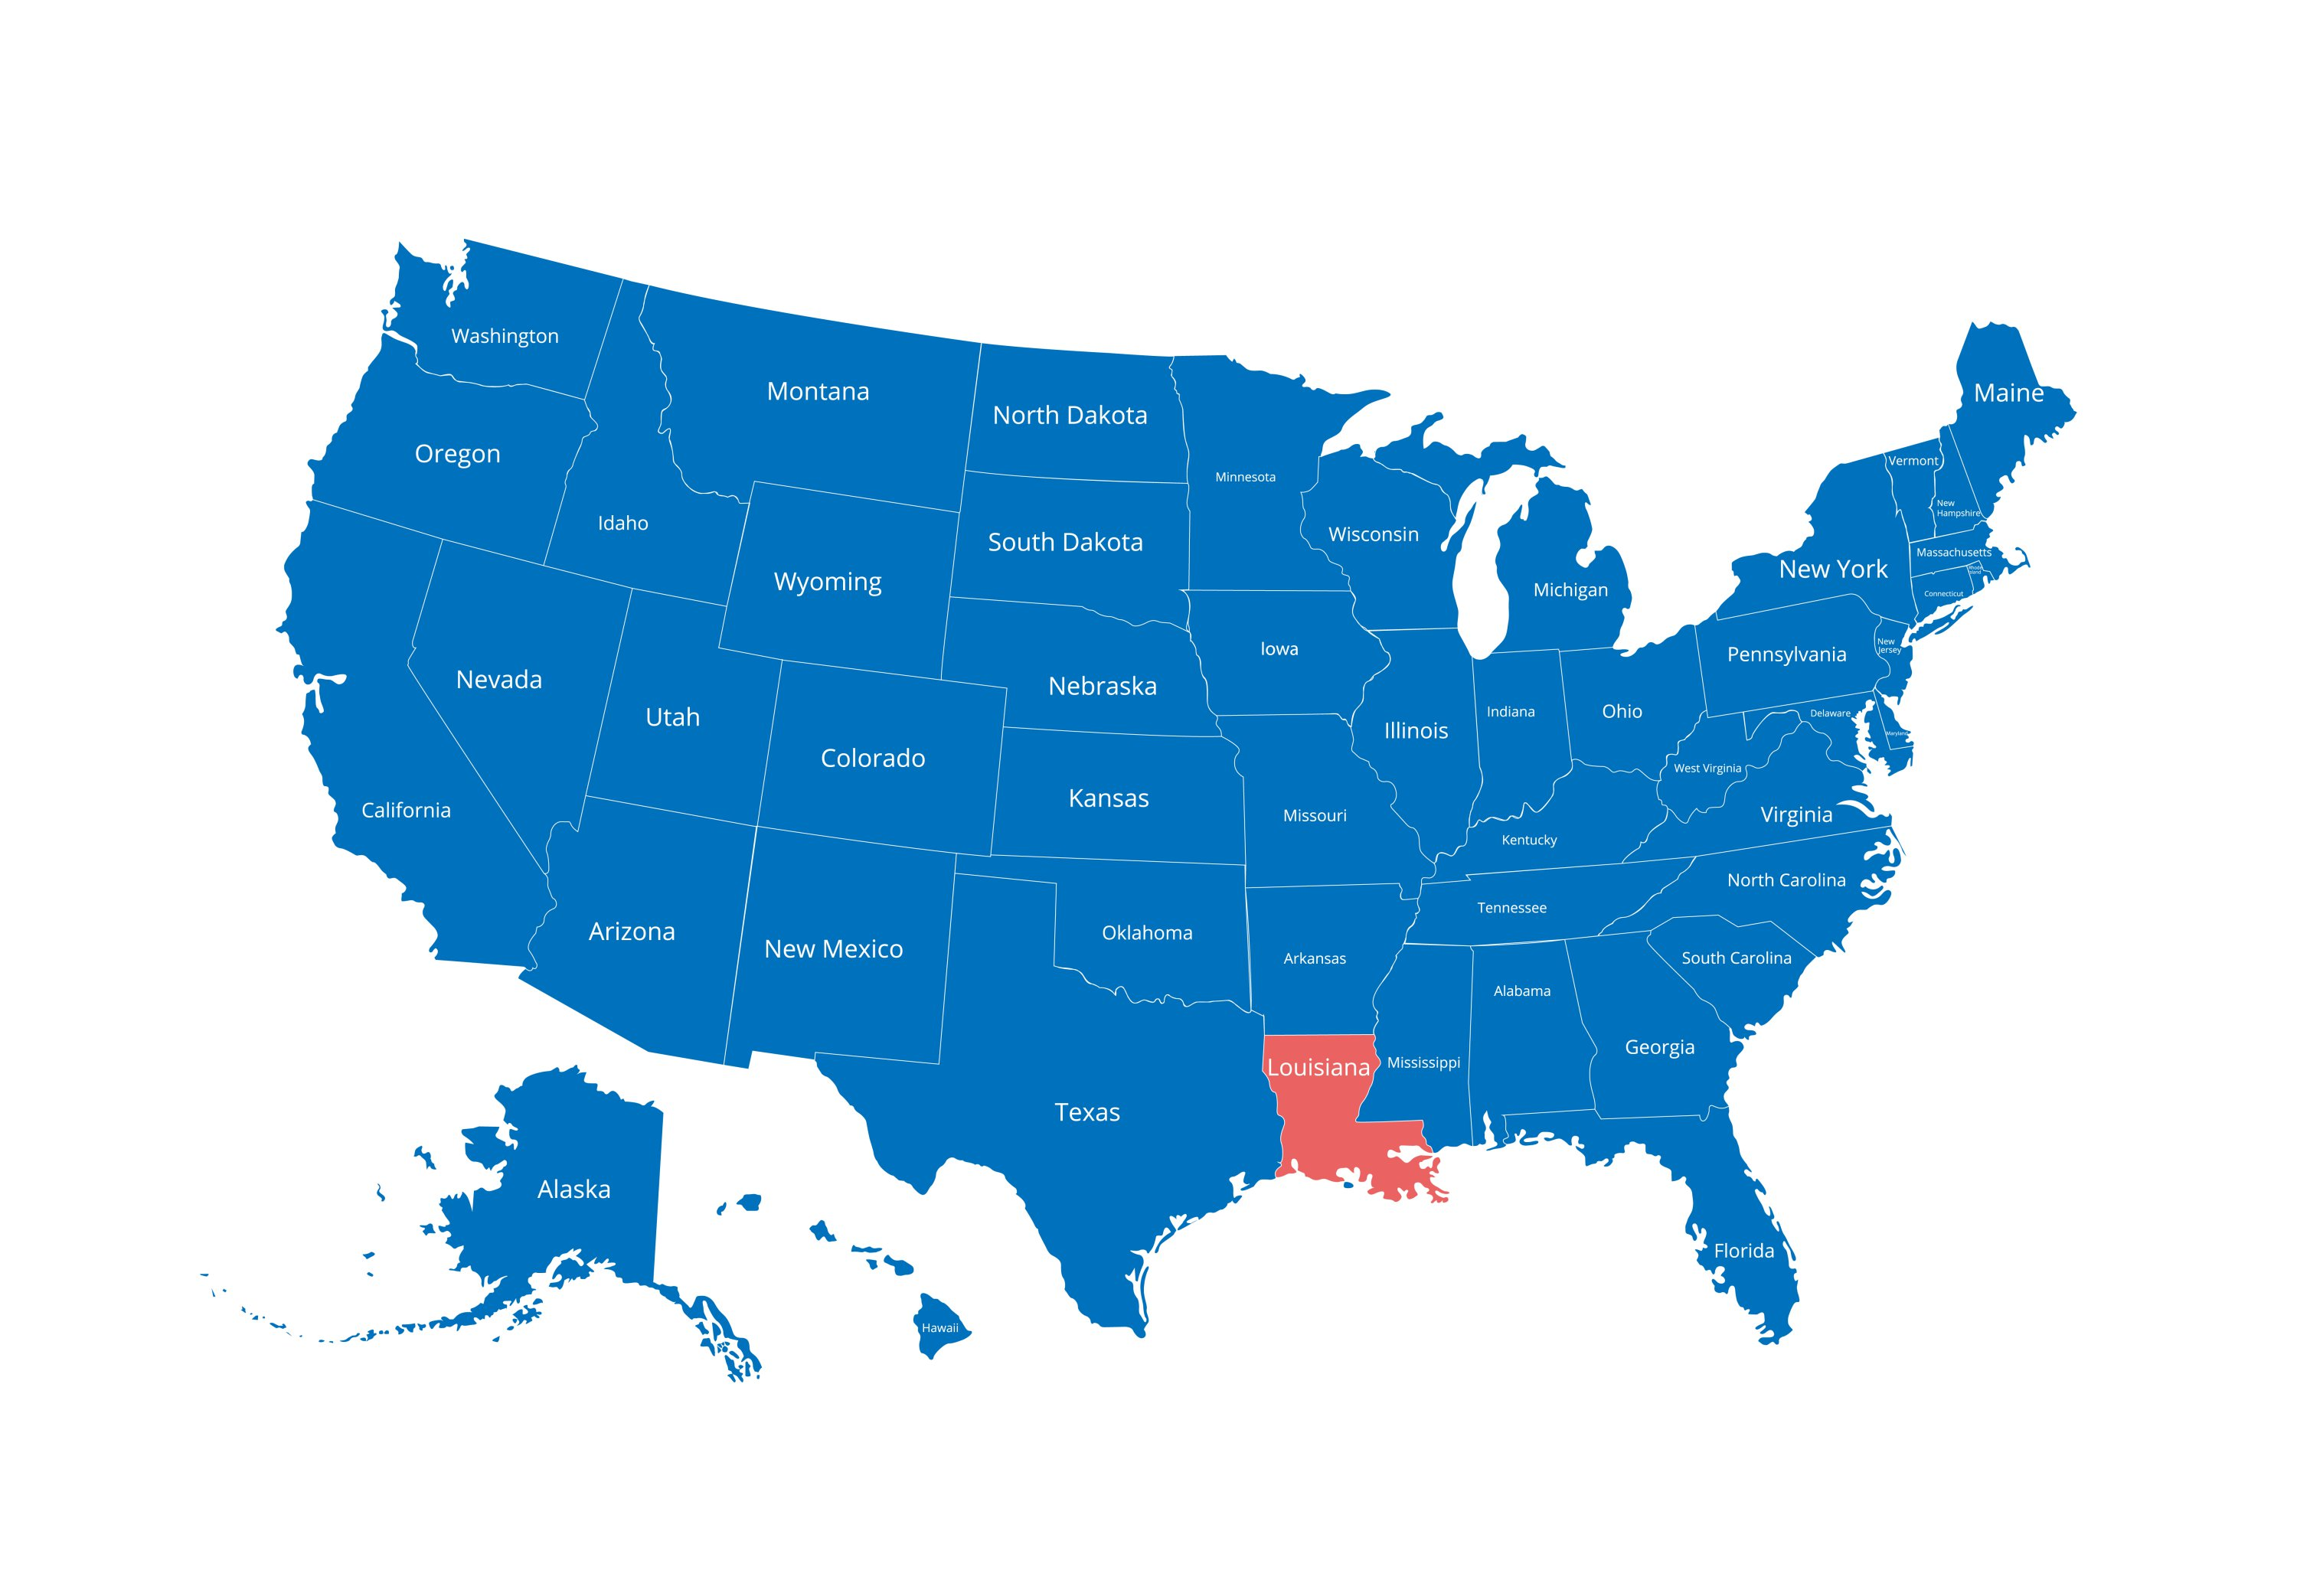 Washington
Montana
Maine
North Dakota
Oregon
Vermont
Minnesota
New
Hampshire
Idaho
Wisconsin
South Dakota
Massachusetts
New York
Rhode
Island
Wyoming
Michigan
Connecticut
New
Jersey
Iowa
Pennsylvania
Nevada
Nebraska
Indiana
Ohio
Delaware
Utah
Illinois
Maryland
Colorado
West Virginia
Kansas
California
Missouri
Virginia
Kentucky
North Carolina
Tennessee
Arizona
Oklahoma
New Mexico
Arkansas
South Carolina
Alabama
Georgia
Mississippi
Louisiana
Texas
Alaska
Florida
Hawaii